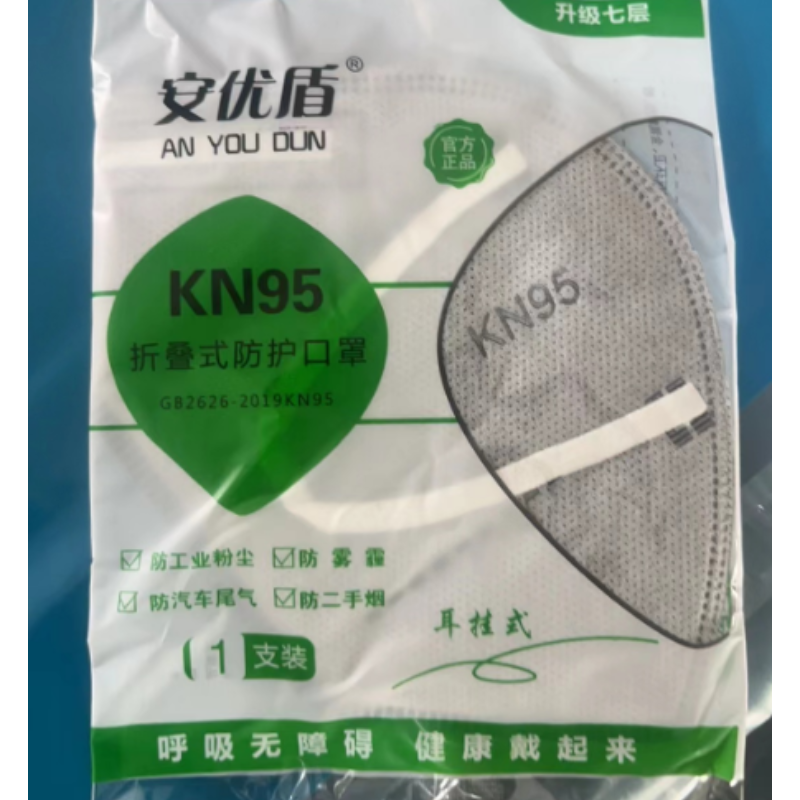 升级七层
安优盾®
AN YOU DUN
官方
正品
KN95
折叠式防护口罩
GB2626-2019KN95
KN95
防工业粉尘
防雾霾
防汽车尾气
防二手烟
耳挂式
1支装
呼吸无障碍 健康戴起来